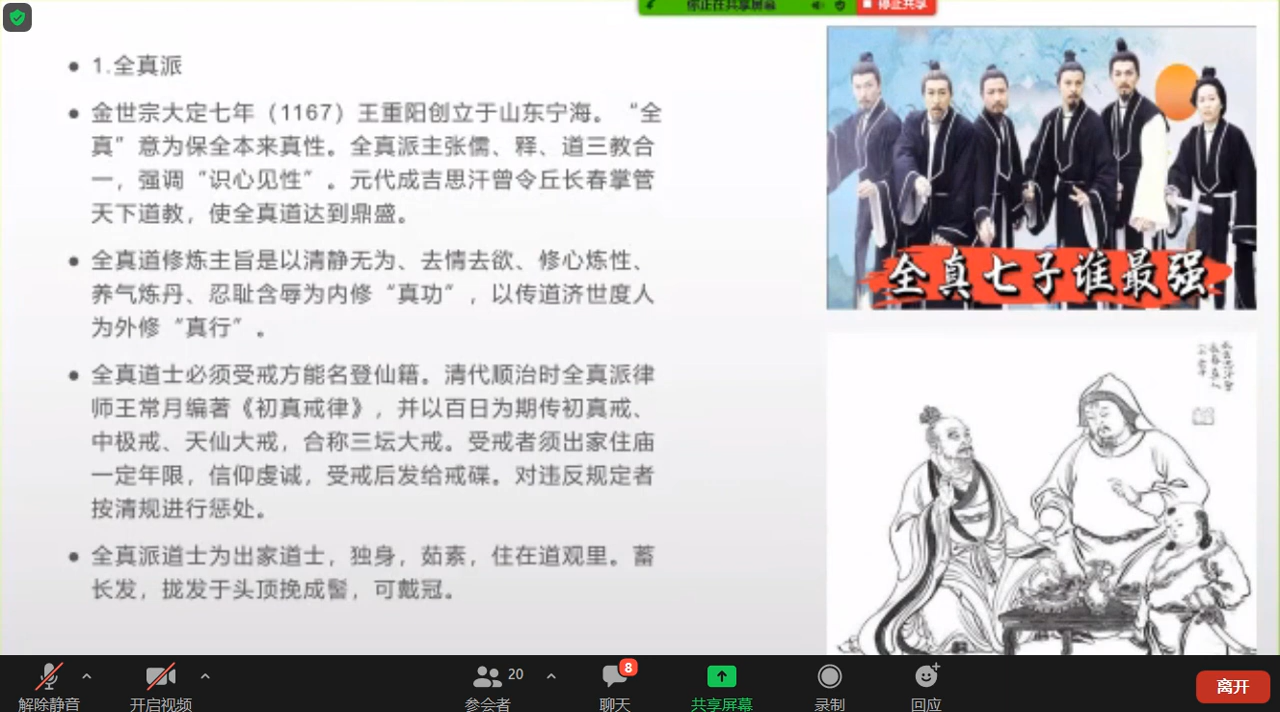 你正在共享屏幕
停止共享
1.全真派
金世宗大定七年（1167）王重阳创立于山东宁海。“全
真”意为保全本来真性。全真派主张儒、释、道三教合
一，强调“识心见性”。元代成吉思汗曾令丘长春掌管
天下道教，使全真道达到鼎盛。
全真道修炼主旨是以清静无为、去情去欲、修心炼性、
养气炼丹、忍耻含辱为内修“真功”，以传道济世度人
为外修“真行”。
全真道士必须受戒方能名登仙籍。清代顺治时全真派律
师王常月编著《初真戒律》，并以百日为期传初真戒、
中极戒、天仙大戒，合称三坛大戒。受戒者须出家住庙
一定年限，信仰虔诚，受戒后发给戒碟。对违反规定者
按清规进行惩处。
全真派道士为出家道士，独身，茹素，住在道观里。蓄
长发，拢发于头顶挽成髻，可戴冠。
全真七子谁最强
解除静音
开启视频
20
参会者
8
聊天
共享屏幕
录制
回应
离开